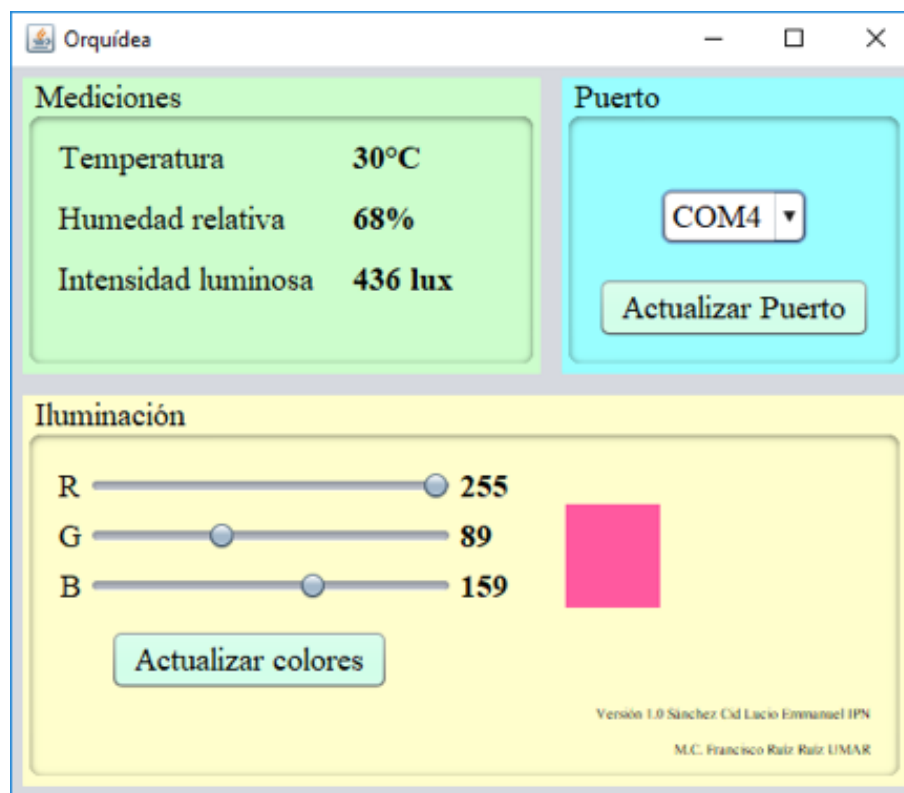 Orquídea
Mediciones
Temperatura 30°C
Humedad relativa 68%
Intensidad luminosa 436 lux
Puerto
COM4
Actualizar Puerto
Iluminación
R 255
G 89
B 159
Actualizar colores
Versión 1.0 Sánchez Cid Lucio Emmanuel IPN
M.C. Francisco Ruiz Ruiz UMAR